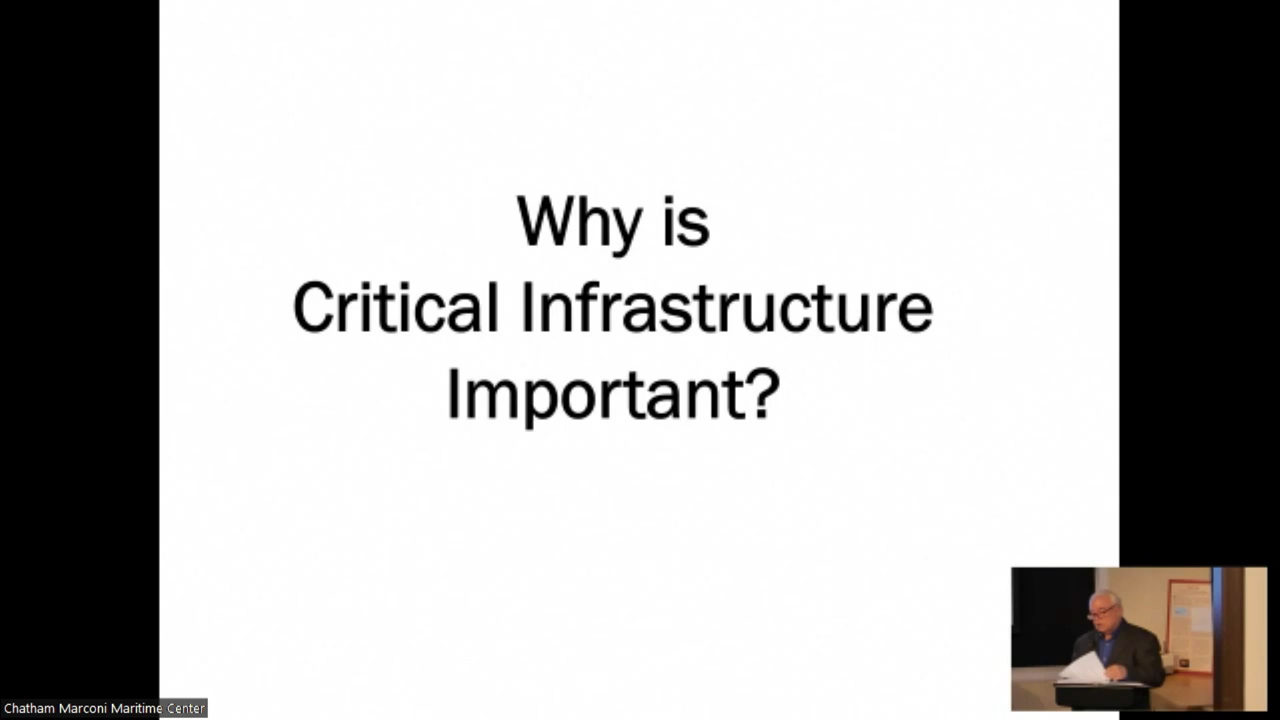 Why is
Critical Infrastructure
Important?
Chatham Marconi Maritime Center